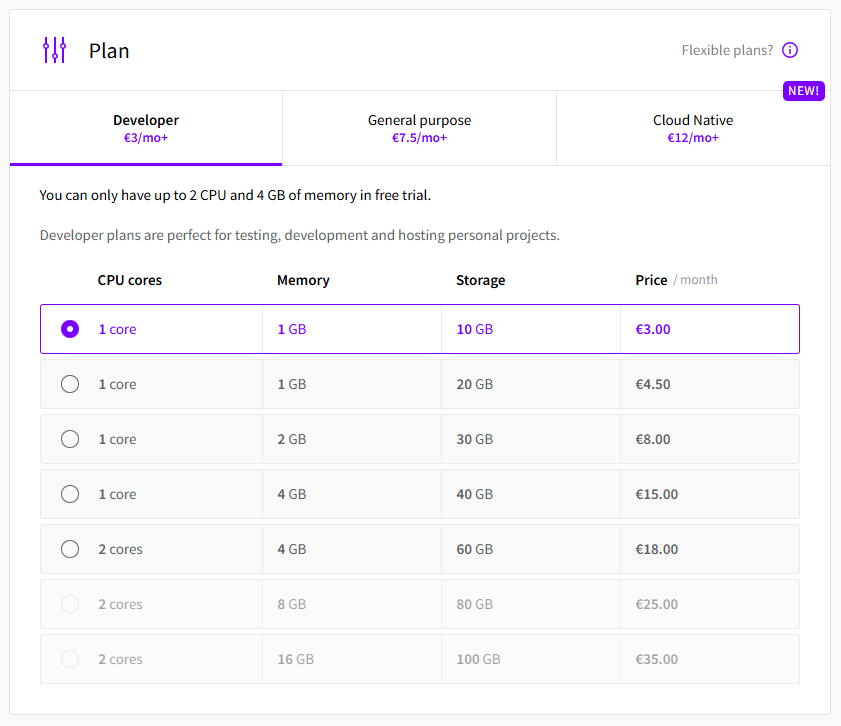 Plan
Flexible plans?
NEW!
Developer
€3/mo+
General purpose
€7.5/mo+
Cloud Native
€12/mo+
You can only have up to 2 CPU and 4 GB of memory in free trial.
Developer plans are perfect for testing, development and hosting personal projects.
CPU cores Memory Storage Price / month
1 core 1 GB 10 GB €3.00
1 core 1 GB 20 GB €4.50
1 core 2 GB 30 GB €8.00
1 core 4 GB 40 GB €15.00
2 cores 4 GB 60 GB €18.00
2 cores 8 GB 80 GB €25.00
2 cores 16 GB 100 GB €35.00